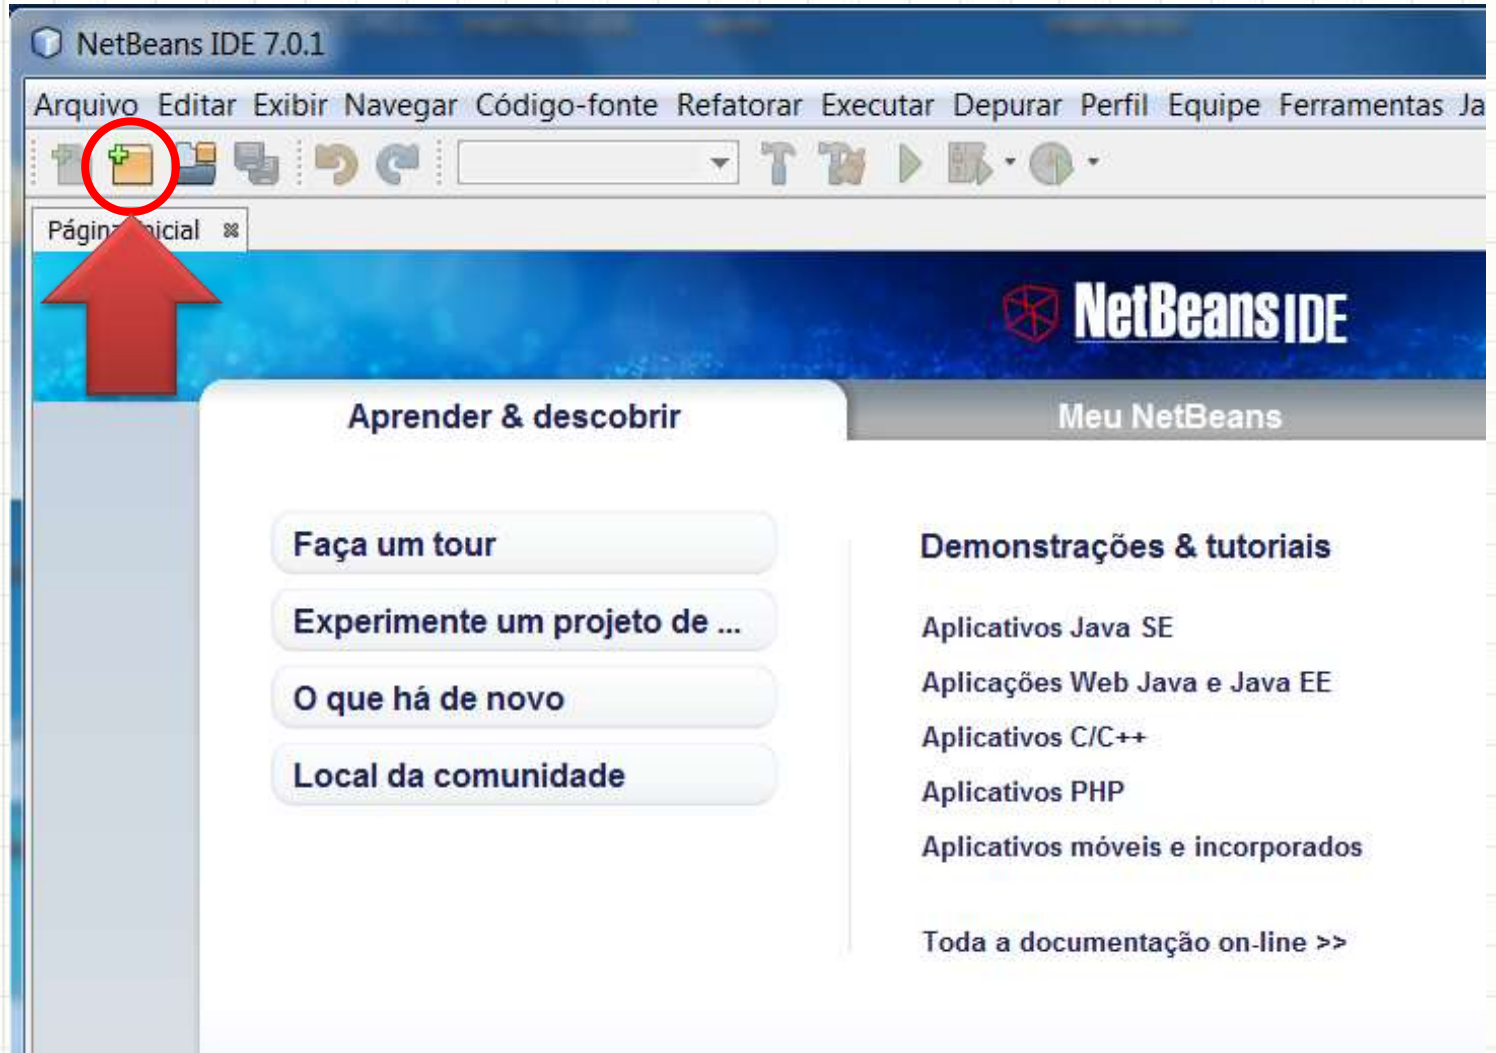 NetBeans IDE 7.0.1
Arquivo Editar Exibir Navegar Código-fonte Refatorar Executar Depurar Perfil Equipe Ferramentas Ja
Página inicial
NetBeans IDE
Aprender & descobrir
Meu NetBeans
Faça um tour
Experimente um projeto de ...
O que há de novo
Local da comunidade
Demonstrações & tutoriais
Aplicativos Java SE
Aplicações Web Java e Java EE
Aplicativos C/C++
Aplicativos PHP
Aplicativos móveis e incorporados
Toda a documentação on-line >>